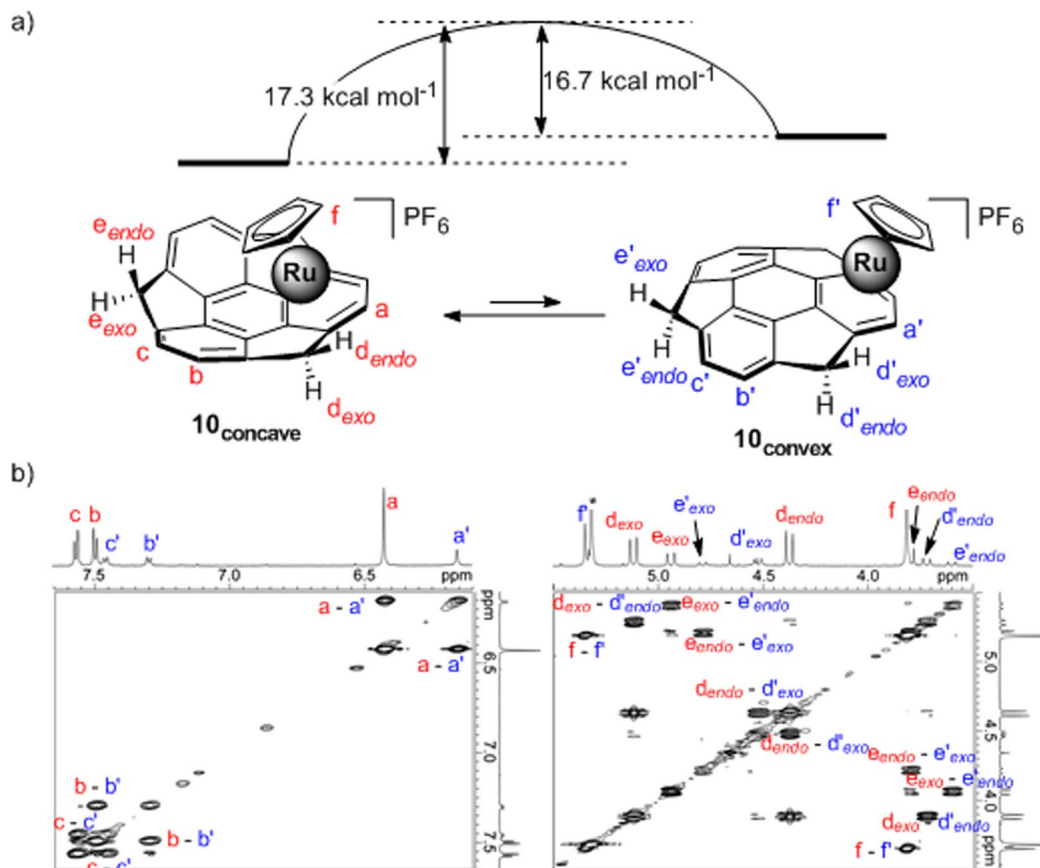 a)
17.3 kcal mol-1
16.7 kcal mol-1
f
PF6
f'
PF6
eendo
H
Ru
Ru
e'exo
H
H
eexo
a
H
a'
c
b
H
dendo
e'endo
c'
b'
H
d'exo
H
dexo
H
d'endo
10concave
10convex
b)
c
b
c'
b'
a
a'
7.5
7.0
6.5
ppm
f'
*
dexo
eexo
e'exo
d'exo
dendo
f
eendo
d'endo
e'endo
5.0
4.5
4.0
ppm
a - a'
a - a'
b - b'
c - c'
b - b'
c - c'
ppm
6.5
7.0
7.5
dexo - d'endo
eexo - e'endo
eendo - e'exo
f - f'
dendo - d'exo
dendo - d'exo
eendo - e'exo
eexo - e'endo
dexo
d'endo
f - f'
5.0
4.5
4.0
ppm